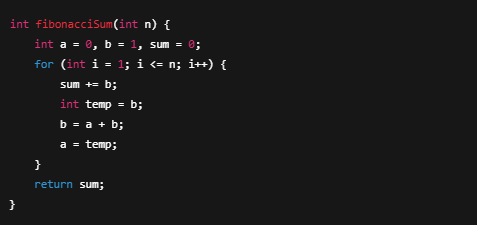 int fibonacciSum(int n) {
    int a = 0, b = 1, sum = 0;
    for (int i = 1; i <= n; i++) {
        sum += b;
        int temp = b;
        b = a + b;
        a = temp;
    }
    return sum;
}